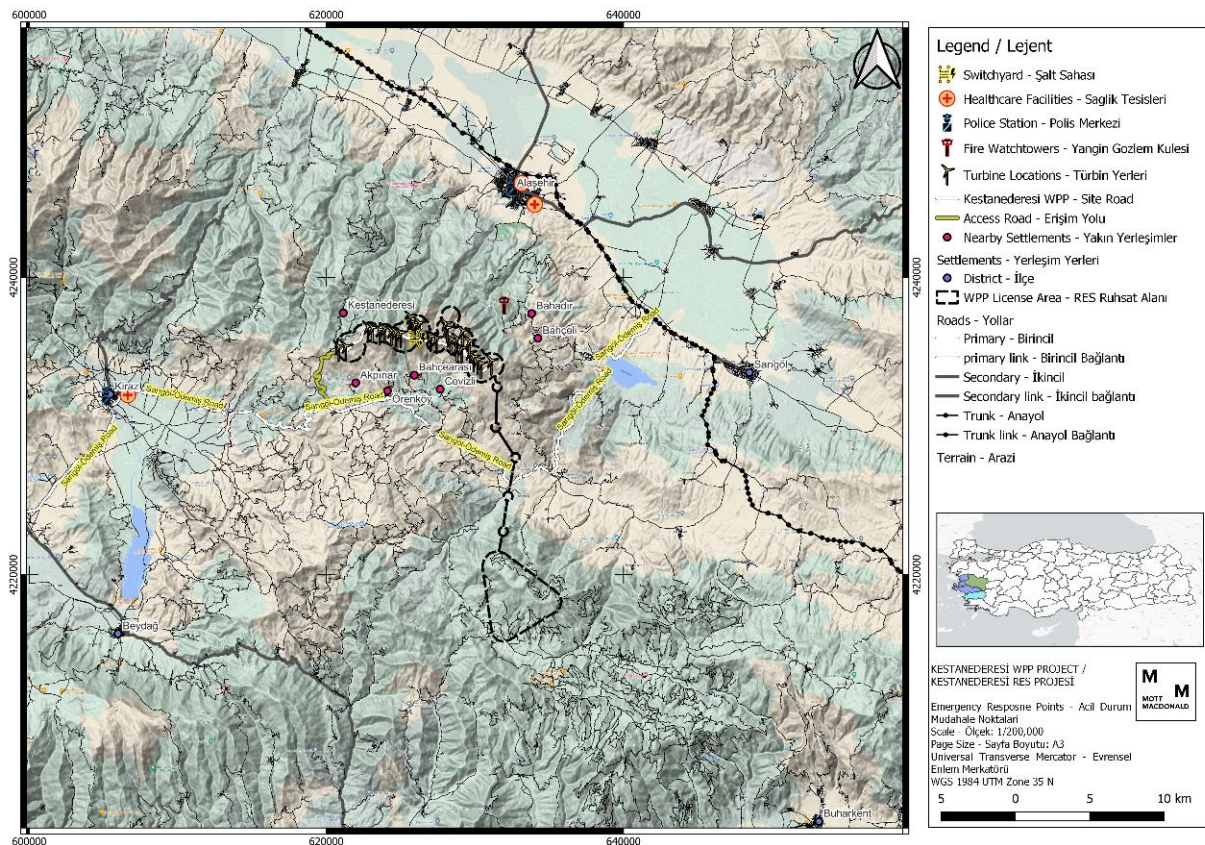 600000
620000
640000
4240000
4220000
4240000
4220000
Alaşehir
Kestanederesi
Bahadır
Bahçeli
Sarıgöl-Ödemiş Road
Sarıgöl
Akpınar
Bahçearası
Cevizli
Örenköy
Kiraz
Sarıgöl-Ödemiş Road
Sarıgöl-Ödemiş Road
Sarıgöl-Ödemiş Road
Sarıgöl-Ödemiş Road
Sarıgöl-Ödemiş Road
Beydağ
Buharkent
600000
620000
640000
Legend / Lejent
Switchyard - Şalt Sahası
Healthcare Facilities - Saglik Tesisleri
Police Station - Polis Merkezi
Fire Watchtowers - Yangin Gozlem Kulesi
Turbine Locations - Türbin Yerleri
Kestanederesi WPP - Site Road
Access Road - Erişim Yolu
Nearby Settlements - Yakın Yerleşimler
Settlements - Yerleşim Yerleri
District - İlçe
WPP License Area - RES Ruhsat Alanı
Roads - Yollar
Primary - Birincil
primary link - Birincil Bağlantı
Secondary - İkincil
Secondary link - İkincil bağlantı
Trunk - Anayol
Trunk link - Anayol Bağlantı
Terrain - Arazi
KESTANEDERESİ WPP PROJECT /
KESTANEDERESİ RES PROJESİ
M
M
MOTT
MACDONALD
Emergency Resposne Points - Acil Durum
Mudahale Noktalari
Scale - Ölçek: 1/200,000
Page Size - Sayfa Boyutu: A3
Universal Transverse Mercator - Evrensel
Enlem Merkatörü
WGS 1984 UTM Zone 35 N
5 0 5 10 km